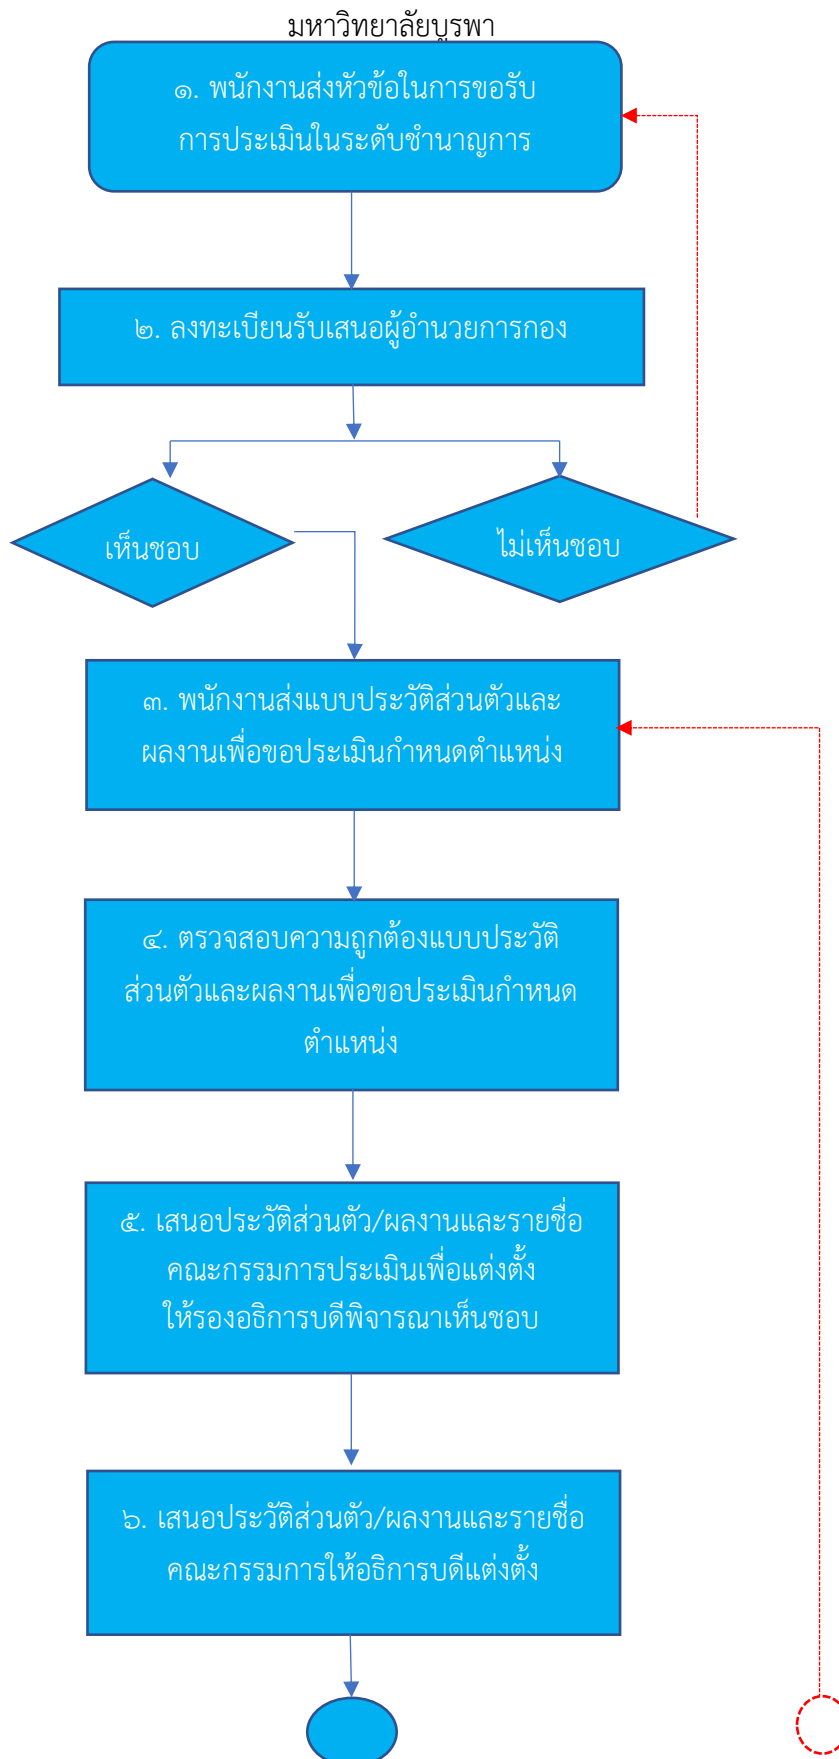 มหาวิทยาลัยบูรพา
๑. พนักงานส่งหัวข้อในการขอรับ
การประเมินในระดับชำนาญการ
๒. ลงทะเบียนรับเสนอผู้อำนวยการกอง
เห็นชอบ
ไม่เห็นชอบ
๓. พนักงานส่งแบบประวัติส่วนตัวและ
ผลงานเพื่อขอประเมินกำหนดตำแหน่ง
๔. ตรวจสอบความถูกต้องแบบประวัติ
ส่วนตัวและผลงานเพื่อขอประเมินกำหนด
ตำแหน่ง
๕. เสนอประวัติส่วนตัว/ผลงานและรายชื่อ
คณะกรรมการประเมินเพื่อแต่งตั้ง
ให้รองอธิการบดีพิจารณาเห็นชอบ
๖. เสนอประวัติส่วนตัว/ผลงานและรายชื่อ
คณะกรรมการให้อธิการบดีแต่งตั้ง